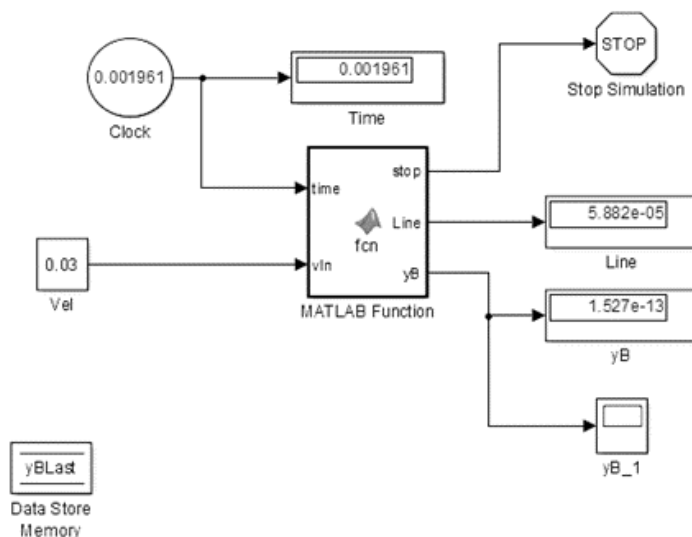 0.001961
Clock
0.001961
Time
STOP
Stop Simulation
time
vIn
fcn
stop
Line
yB
MATLAB Function
0.03
Vel
5.882e-05
Line
1.527e-13
yB
yB_1
yBLast
Data Store
Memory